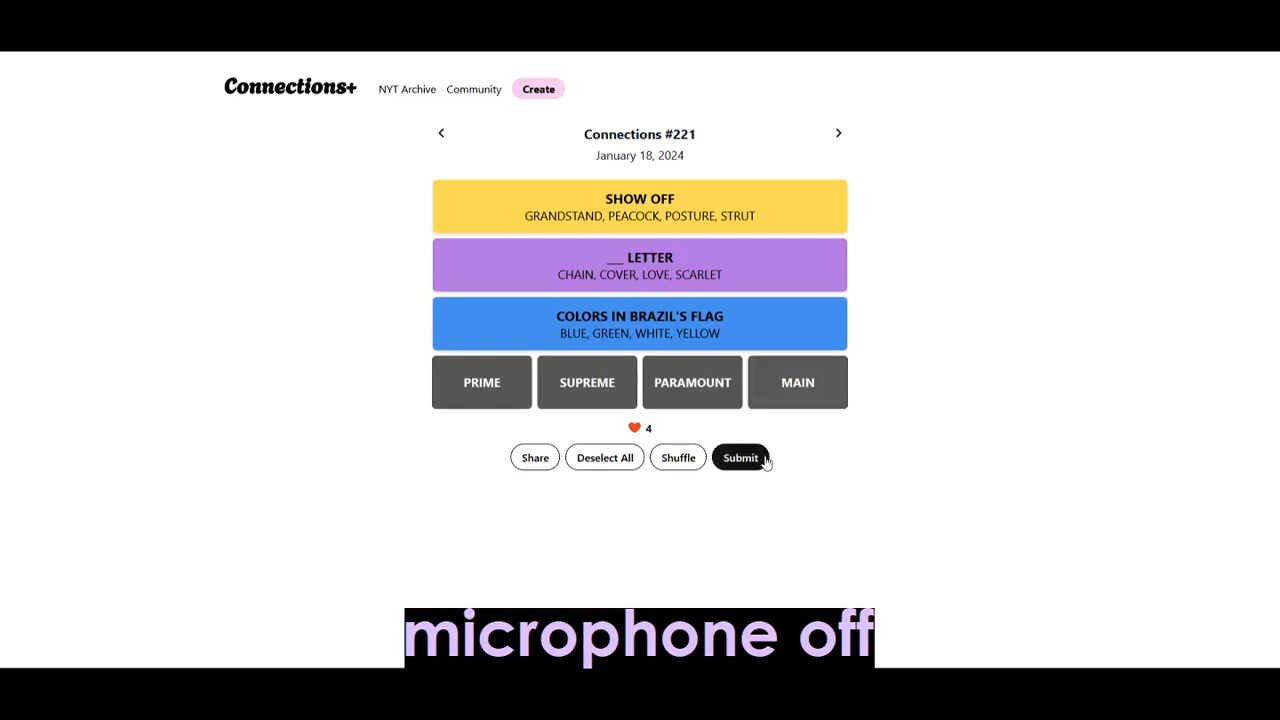 Connections+
NYT Archive
Community
Create
Connections #221
January 18, 2024
SHOW OFF
GRANDSTAND, PEACOCK, POSTURE, STRUT
___ LETTER
CHAIN, COVER, LOVE, SCARLET
COLORS IN BRAZIL'S FLAG
BLUE, GREEN, WHITE, YELLOW
PRIME
SUPREME
PARAMOUNT
MAIN
4
Share
Deselect All
Shuffle
Submit
microphone off